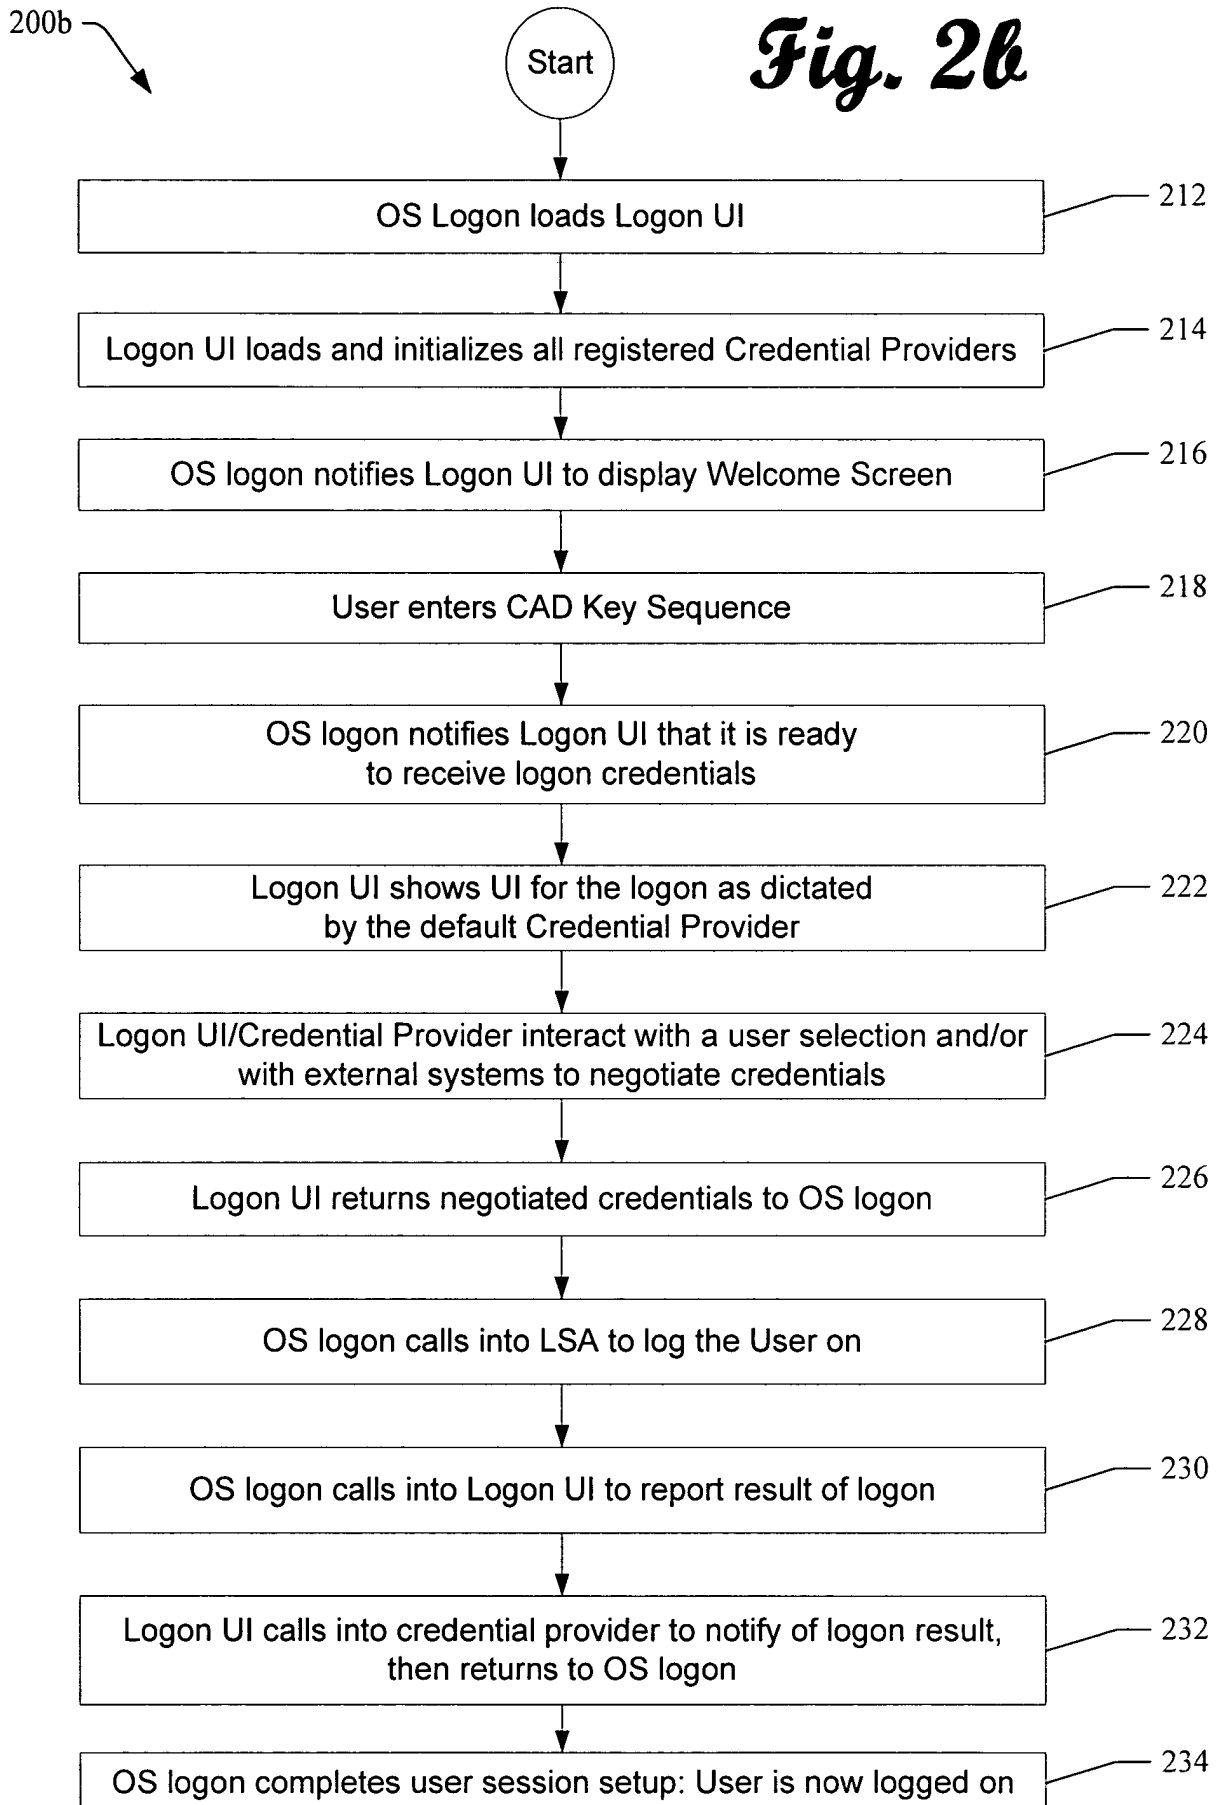 200b
Start
Fig. 2b
OS Logon loads Logon UI
212
Logon UI loads and initializes all registered Credential Providers
214
OS logon notifies Logon UI to display Welcome Screen
216
User enters CAD Key Sequence
218
OS logon notifies Logon UI that it is ready
to receive logon credentials
220
Logon UI shows UI for the logon as dictated
by the default Credential Provider
222
Logon UI/Credential Provider interact with a user selection and/or
with external systems to negotiate credentials
224
Logon UI returns negotiated credentials to OS logon
226
OS logon calls into LSA to log the User on
228
OS logon calls into Logon UI to report result of logon
230
Logon UI calls into credential provider to notify of logon result,
then returns to OS logon
232
OS logon completes user session setup: User is now logged on
234